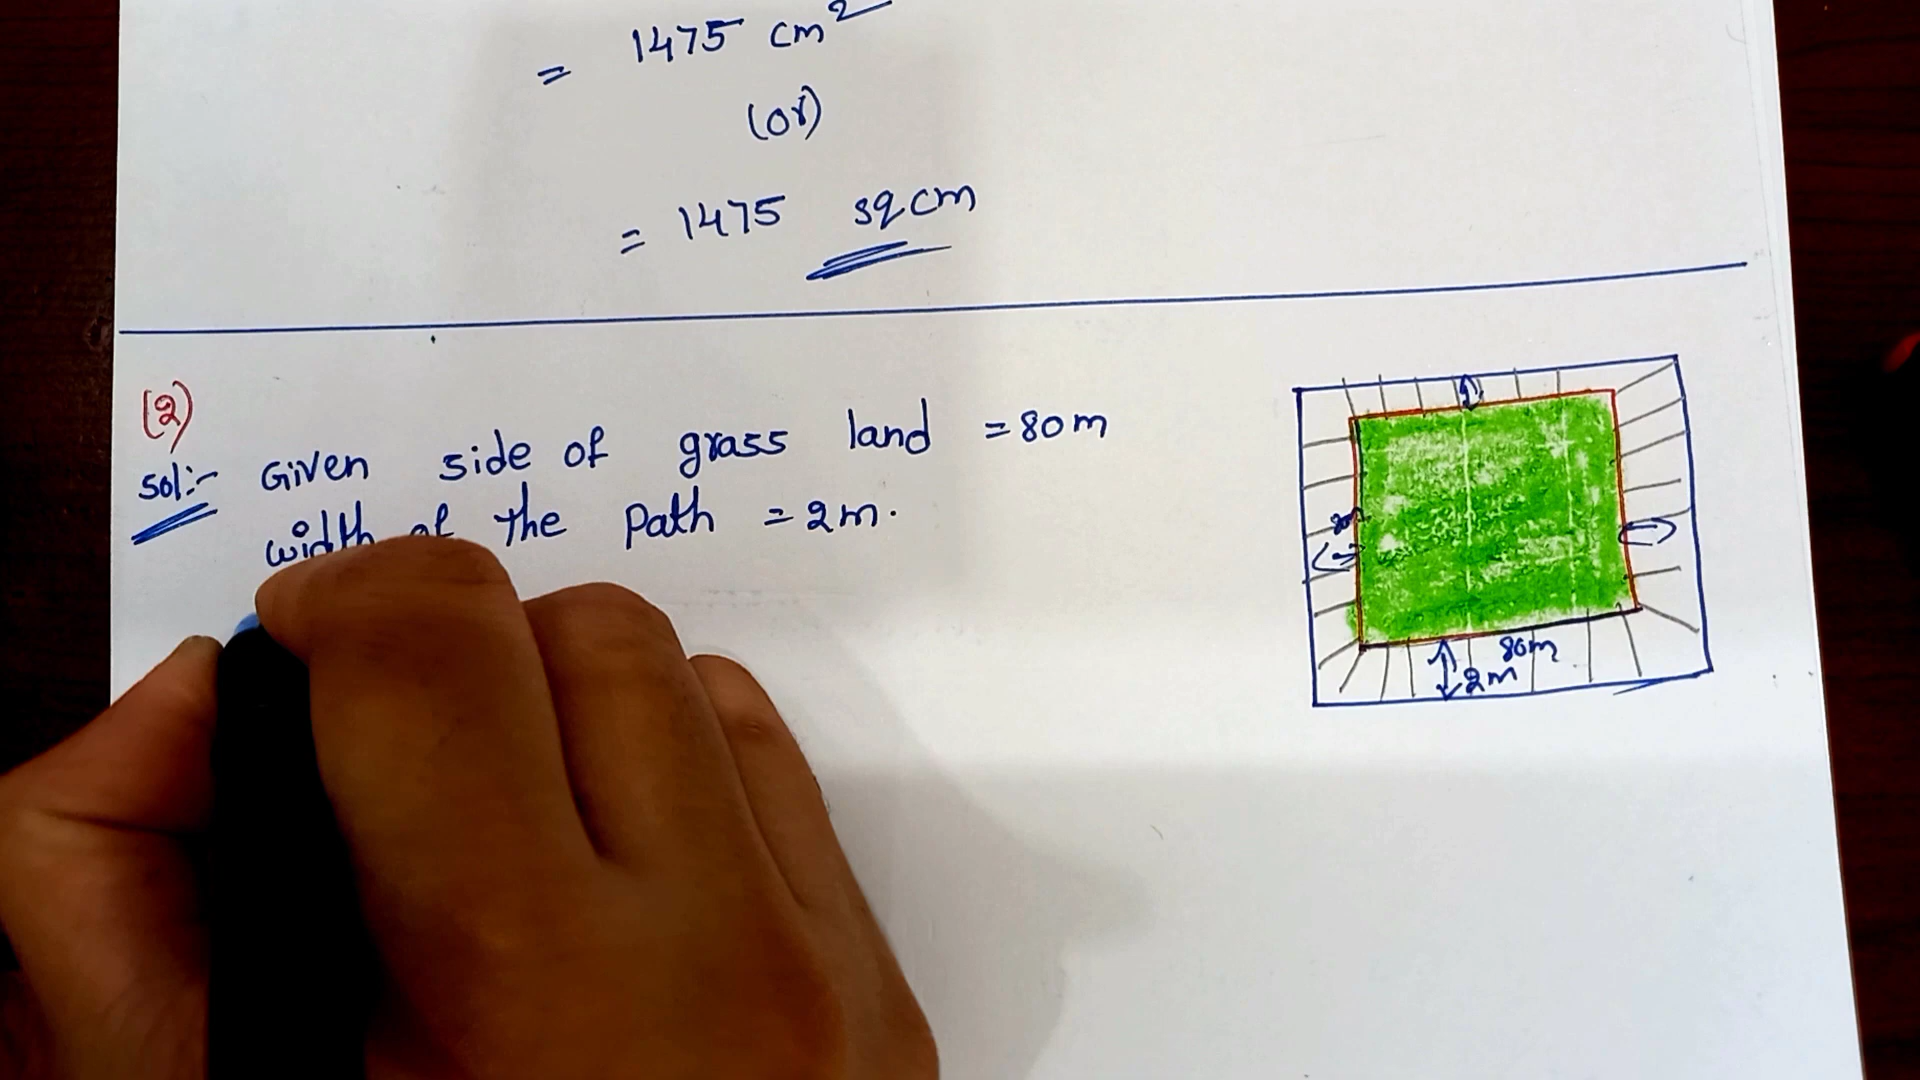 = 1475 cm²
(or)
= 1475 sq cm
(2)
Sol:- Given side of grass land = 80m
width of the path = 2m.
80m
2m